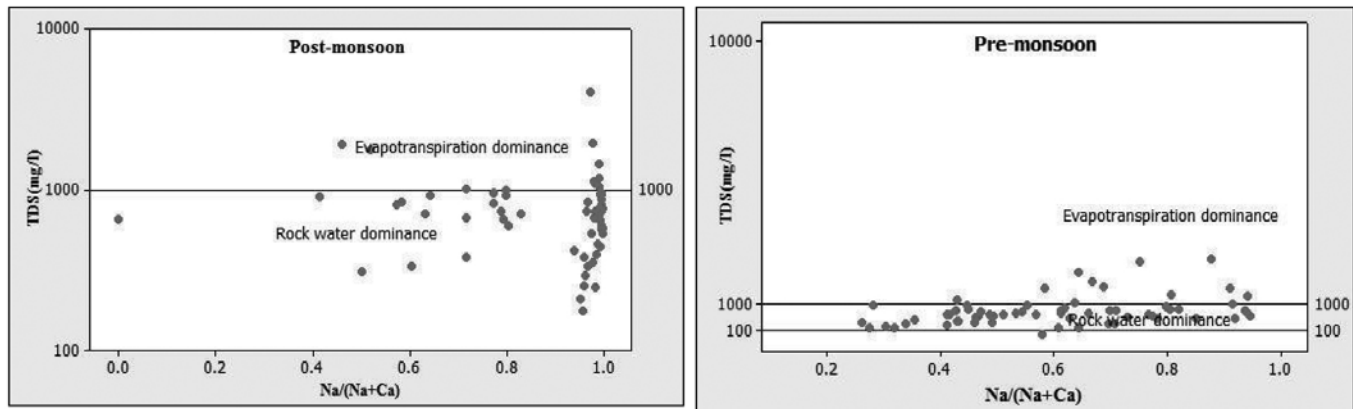 Post-monsoon
10000
TDS(mg/l)
Evapotranspiration dominance
1000
1000
Rock water dominance
100
0.0 0.2 0.4 0.6 0.8 1.0
Na/(Na+Ca)
Pre-monsoon
10000
TDS(mg/l)
Evapotranspiration dominance
1000
1000
Rock water dominance
100
100
0.2 0.4 0.6 0.8 1.0
Na/(Na+Ca)